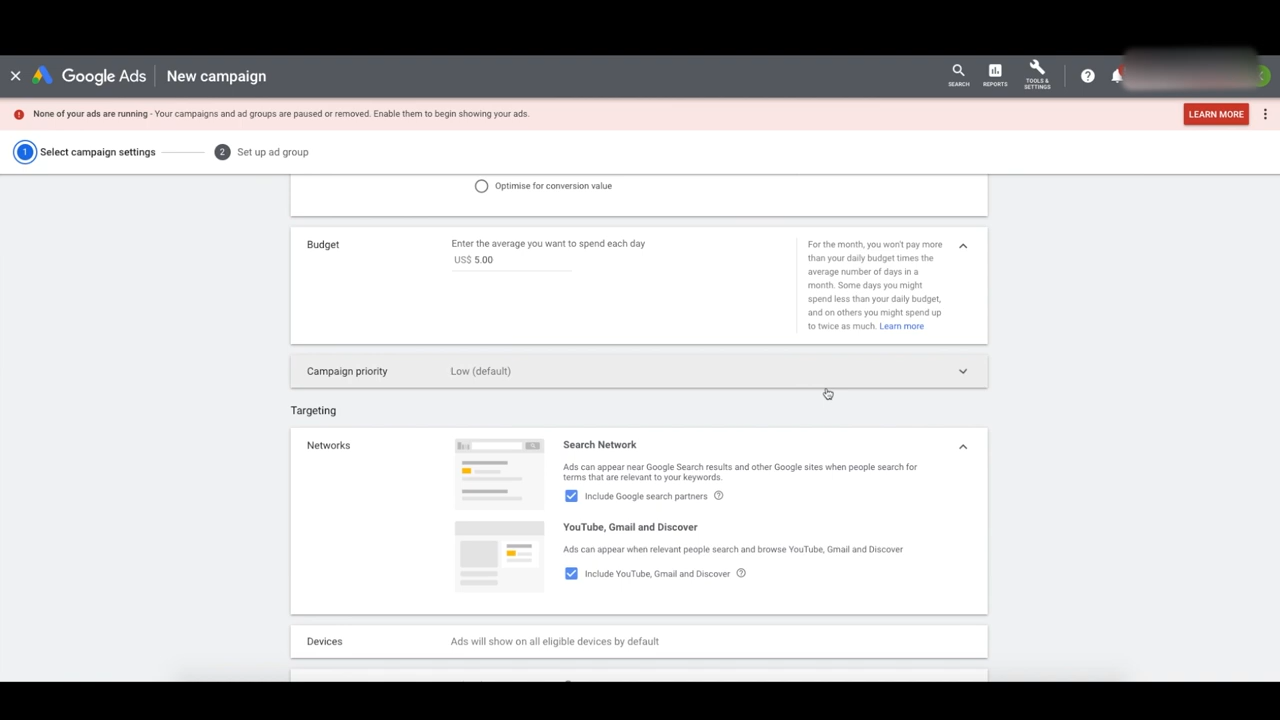 Google Ads
New campaign
SEARCH
REPORTS
TOOLS &
SETTINGS
None of your ads are running - Your campaigns and ad groups are paused or removed. Enable them to begin showing your ads.
LEARN MORE
1 Select campaign settings
2 Set up ad group
Optimise for conversion value
Budget
Enter the average you want to spend each day
US$ 5.00
For the month, you won't pay more
than your daily budget times the
average number of days in a
month. Some days you might
spend less than your daily budget,
and on others you might spend up
to twice as much. Learn more
Campaign priority
Low (default)
Targeting
Networks
Search Network
Ads can appear near Google Search results and other Google sites when people search for
terms that are relevant to your keywords.
Include Google search partners
YouTube, Gmail and Discover
Ads can appear when relevant people search and browse YouTube, Gmail and Discover
Include YouTube, Gmail and Discover
Devices
Ads will show on all eligible devices by default